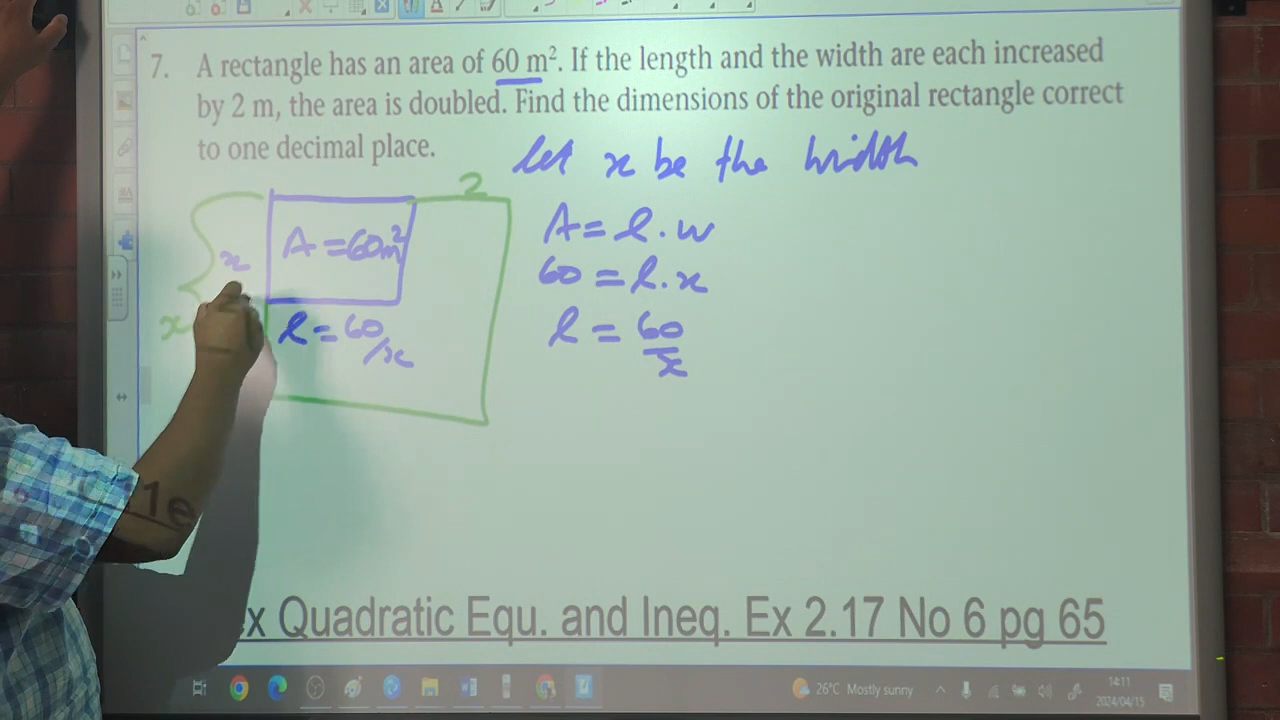 7. A rectangle has an area of 60 m². If the length and the width are each increased
by 2 m, the area is doubled. Find the dimensions of the original rectangle correct
to one decimal place.
let x be the width
2
A = 60m²
x
x
l = 60/x
A = l . w
60 = l . x
l = 60/x
1e
x Quadratic Equ. and Ineq. Ex 2.17 No 6 pg 65
26°C Mostly sunny
14:11
2024/04/15